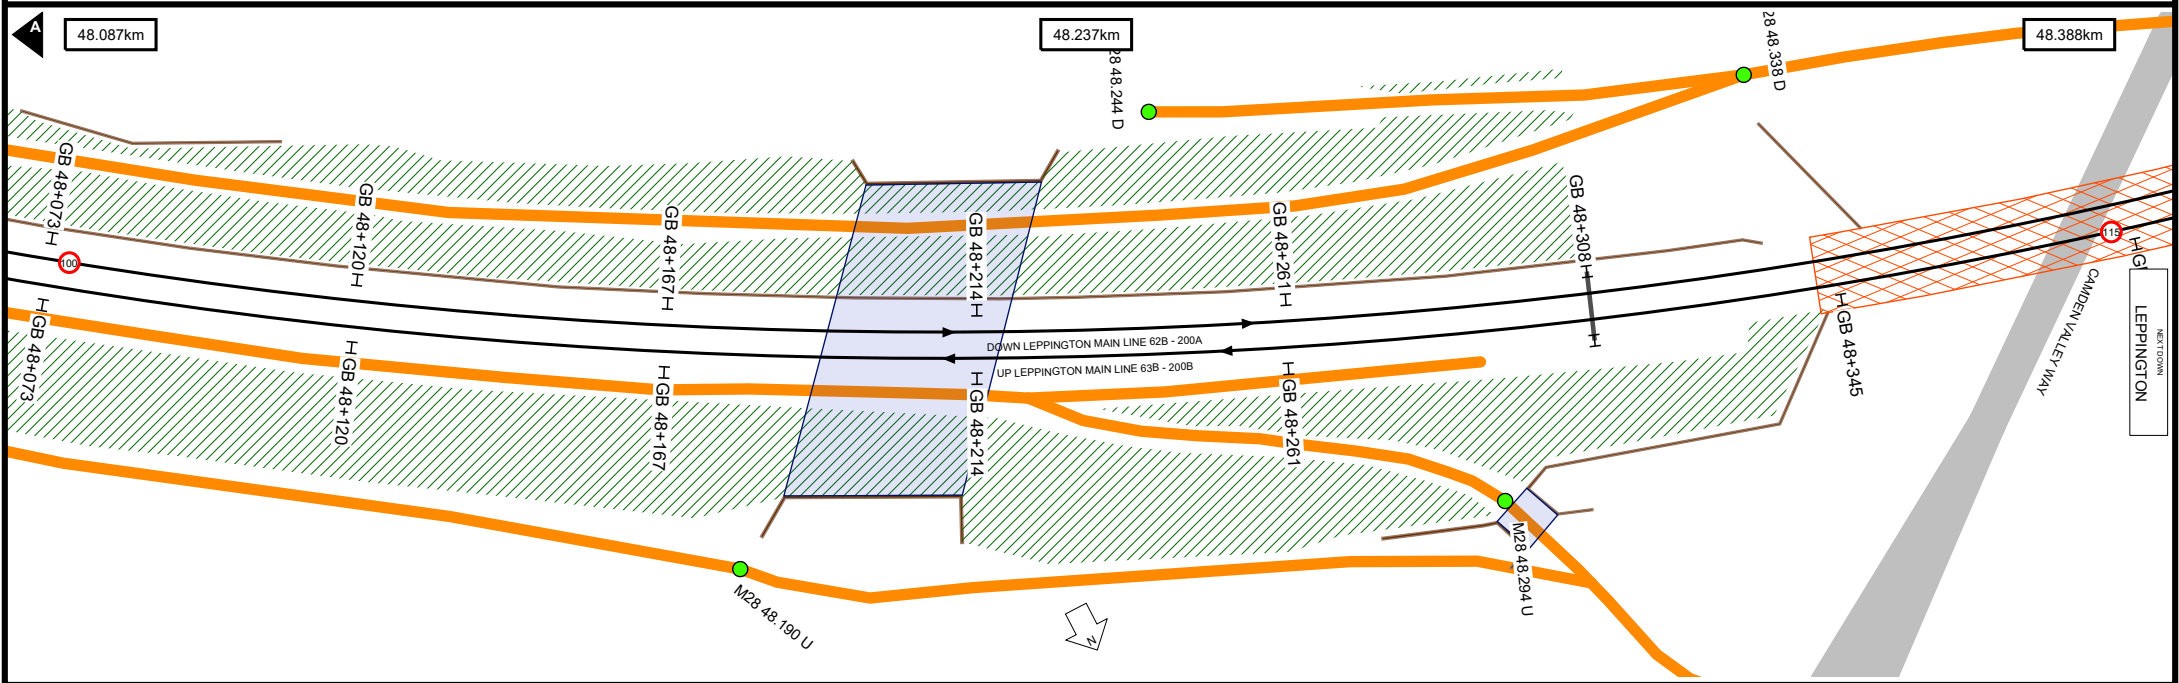 A
48.087km
48.237km
48.388km
28 48.244 D
28 48.338 D
GB 48+073 H
GB 48+120 H
GB 48+167 H
GB 48+214 H
GB 48+261 H
GB 48+308 H
100
115
H GB 48+073
H GB 48+120
H GB 48+167
H GB 48+214
H GB 48+261
H
H GB 48+345
DOWN LEPPINGTON MAIN LINE 62B - 200A
UP LEPPINGTON MAIN LINE 63B - 200B
CAMDEN VALLEY WAY
NEXT DOWN
LEPPINGTON
M28 48.190 U
M28 48.294 U
N